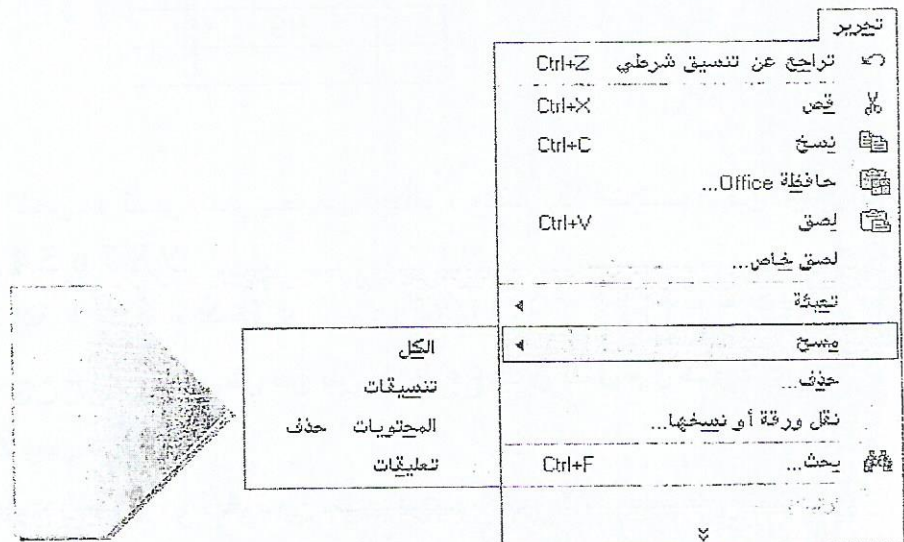 تحرير
تراجع عن تنسيق شرطي Ctrl+Z
قص Ctrl+X
نسخ Ctrl+C
حافظة Office...
لصق Ctrl+V
لصق خاص...
تعبئة
مسح
الكل
تنسيقات
المحتويات حذف
تعليقات
حذف...
نقل ورقة أو نسخها...
بحث... Ctrl+F